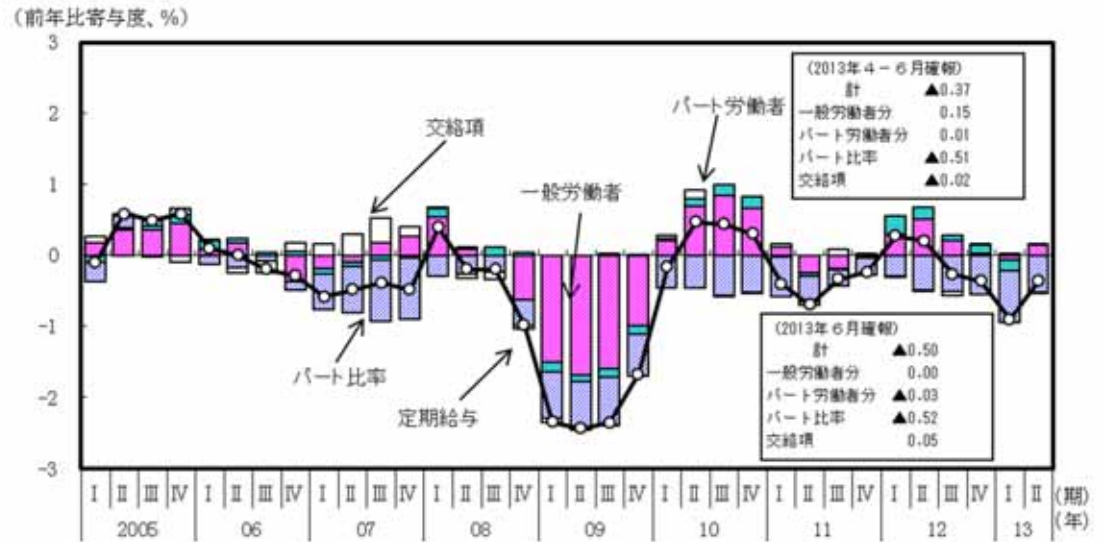 （前年比寄与度、%）
3
2
1
0
-1
-2
-3
（2013年4－6月確報）
計 ▲0.37
一般労働者分 0.15
パート労働者分 0.01
パート比率 ▲0.51
交絡項 ▲0.02
交絡項
パート労働者
一般労働者
パート比率
定期給与
（2013年6月確報）
計 ▲0.50
一般労働者分 0.00
パート労働者分 ▲0.03
パート比率 ▲0.52
交絡項 0.05
Ⅰ Ⅱ Ⅲ Ⅳ Ⅰ Ⅱ Ⅲ Ⅳ Ⅰ Ⅱ Ⅲ Ⅳ Ⅰ Ⅱ Ⅲ Ⅳ Ⅰ Ⅱ Ⅲ Ⅳ Ⅰ Ⅱ Ⅲ Ⅳ Ⅰ Ⅱ Ⅲ Ⅳ Ⅰ Ⅱ Ⅲ Ⅳ Ⅰ Ⅱ （期）
2005 06 07 08 09 10 11 12 13 （年）